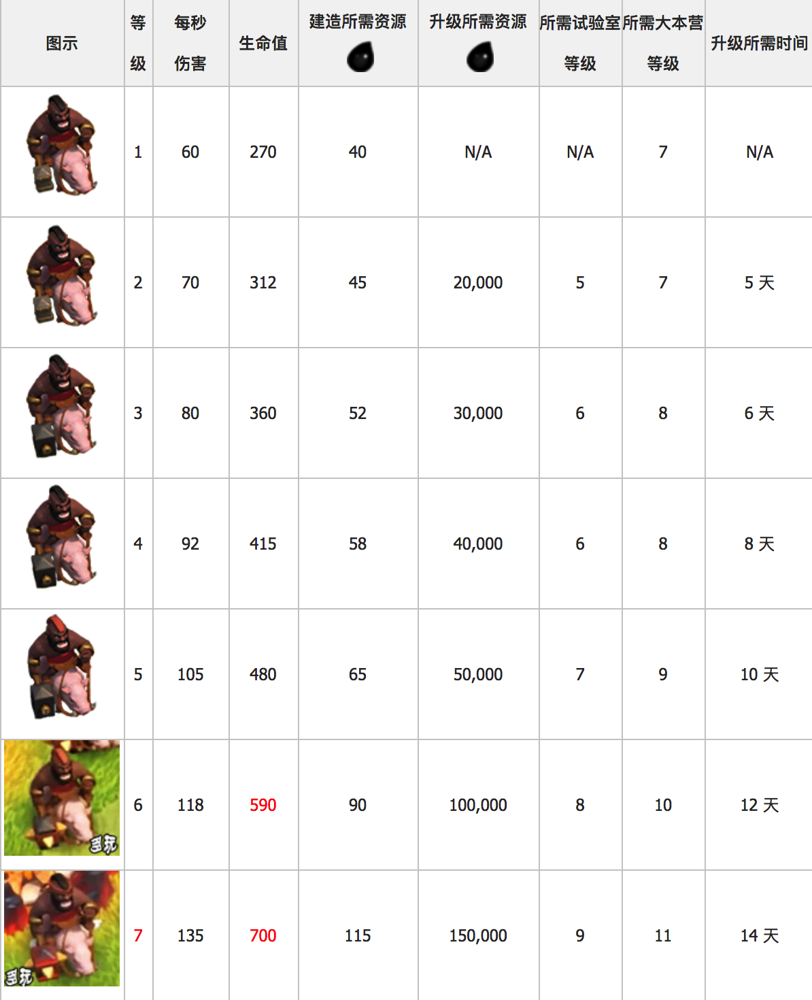 图示 等级 每秒伤害 生命值 建造所需资源 升级所需资源 所需试验室等级 所需大本营等级 升级所需时间
1 60 270 40 N/A N/A 7 N/A
2 70 312 45 20,000 5 7 5 天
3 80 360 52 30,000 6 8 6 天
4 92 415 58 40,000 6 8 8 天
5 105 480 65 50,000 7 9 10 天
6 118 590 90 100,000 8 10 12 天
多玩
7 135 700 115 150,000 9 11 14 天
多玩